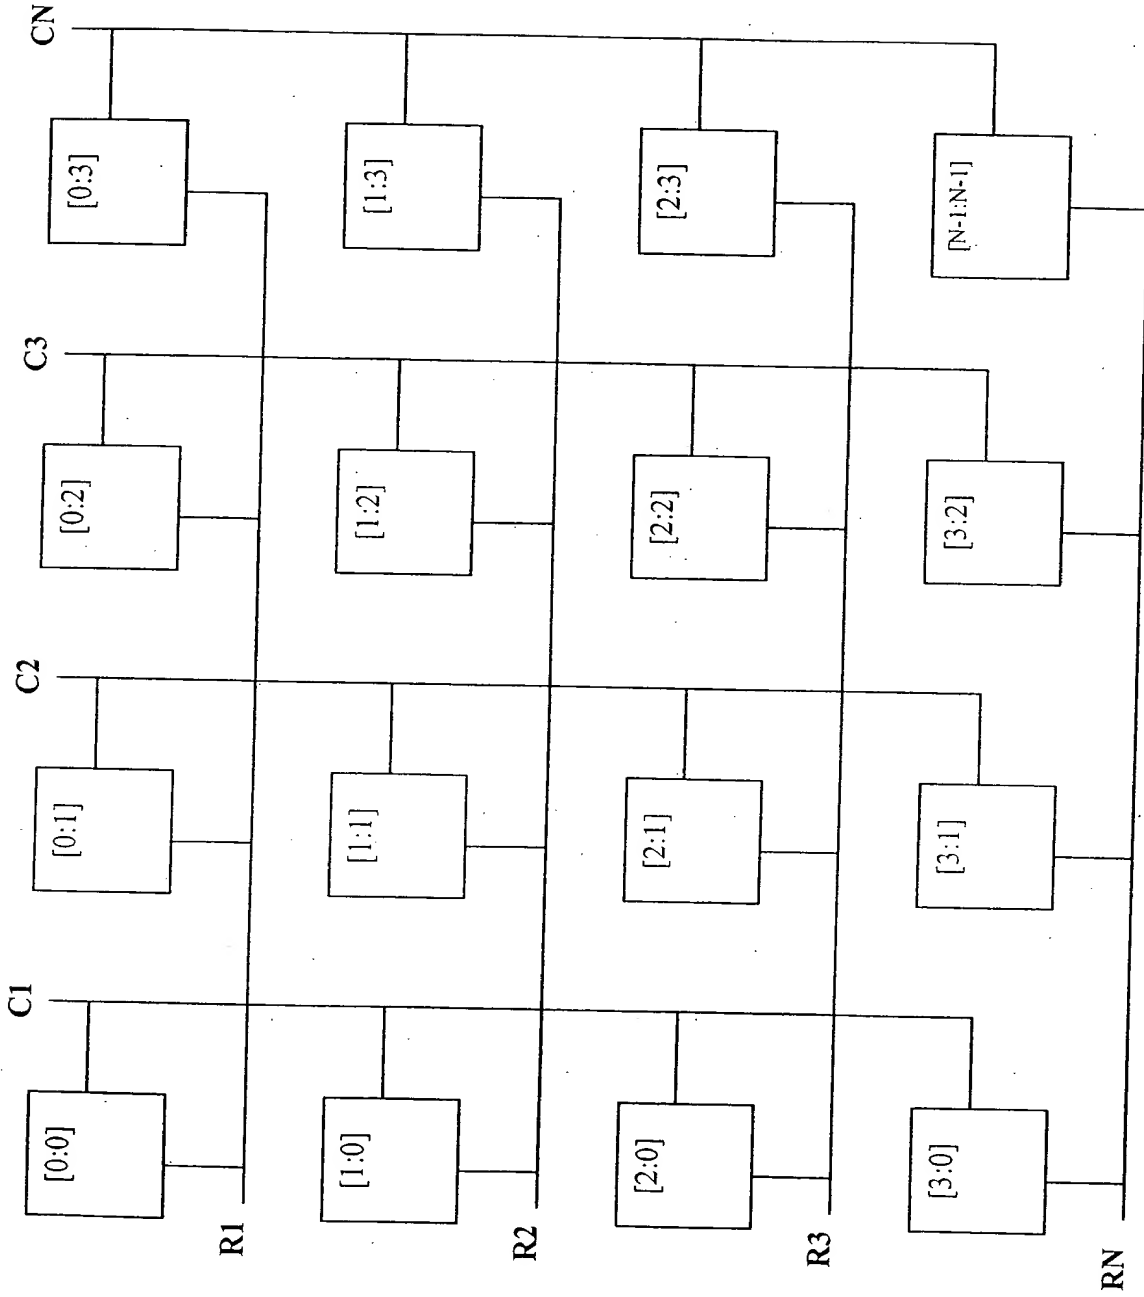 C1 C2 C3 CN
[0:0] [0:1] [0:2] [0:3]
R1
[1:0] [1:1] [1:2] [1:3]
R2
[2:0] [2:1] [2:2] [2:3]
R3
[3:0] [3:1] [3:2] [N-1:N-1]
RN